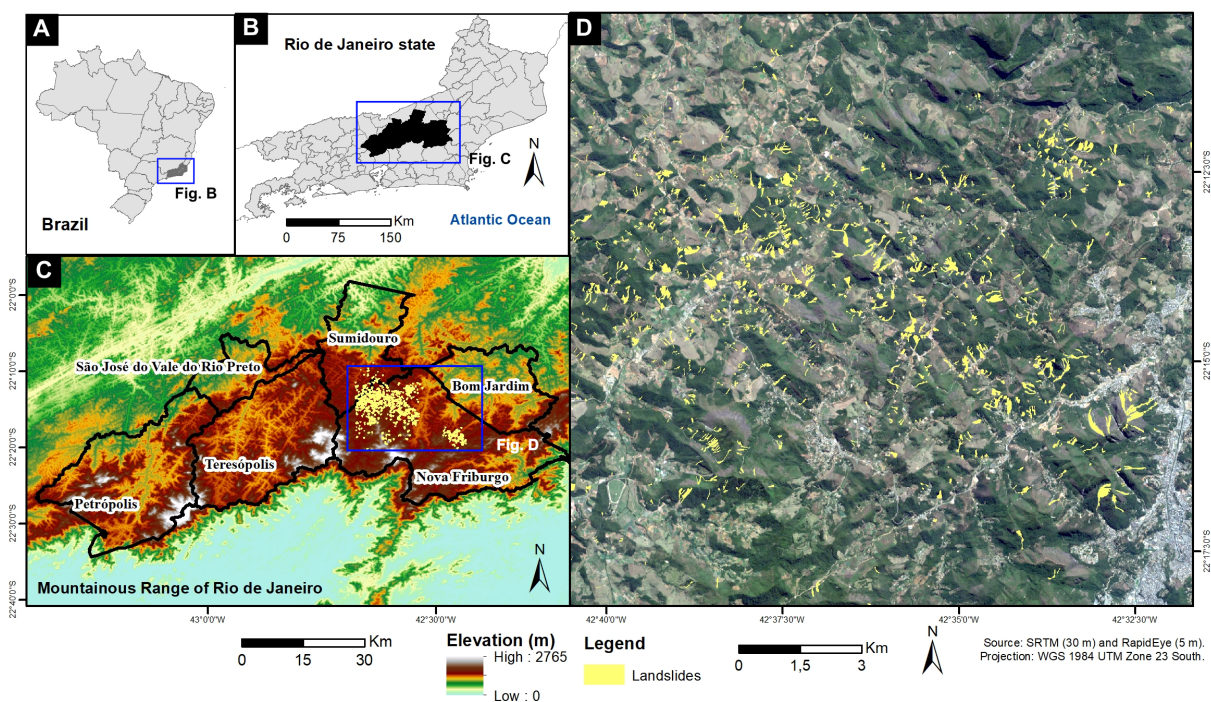 A
Brazil
Fig. B
B
Rio de Janeiro state
Fig. C
N
Km
0 75 150
Atlantic Ocean
C
22°0'0"S
22°10'0"S
22°20'0"S
22°30'0"S
22°40'0"S
Sumidouro
São José do Vale do Rio Preto
Bom Jardim
Fig. D
Teresópolis
Nova Friburgo
Petrópolis
N
Mountainous Range of Rio de Janeiro
43°0'0"W
42°30'0"W
D
22°12'30"S
22°15'0"S
22°17'30"S
42°40'0"W
42°37'30"W
42°35'0"W
42°32'30"W
Km
0 15 30
Elevation (m)
High : 2765
Low : 0
Legend
Landslides
Km
0 1,5 3
N
Source: SRTM (30 m) and RapidEye (5 m).
Projection: WGS 1984 UTM Zone 23 South.